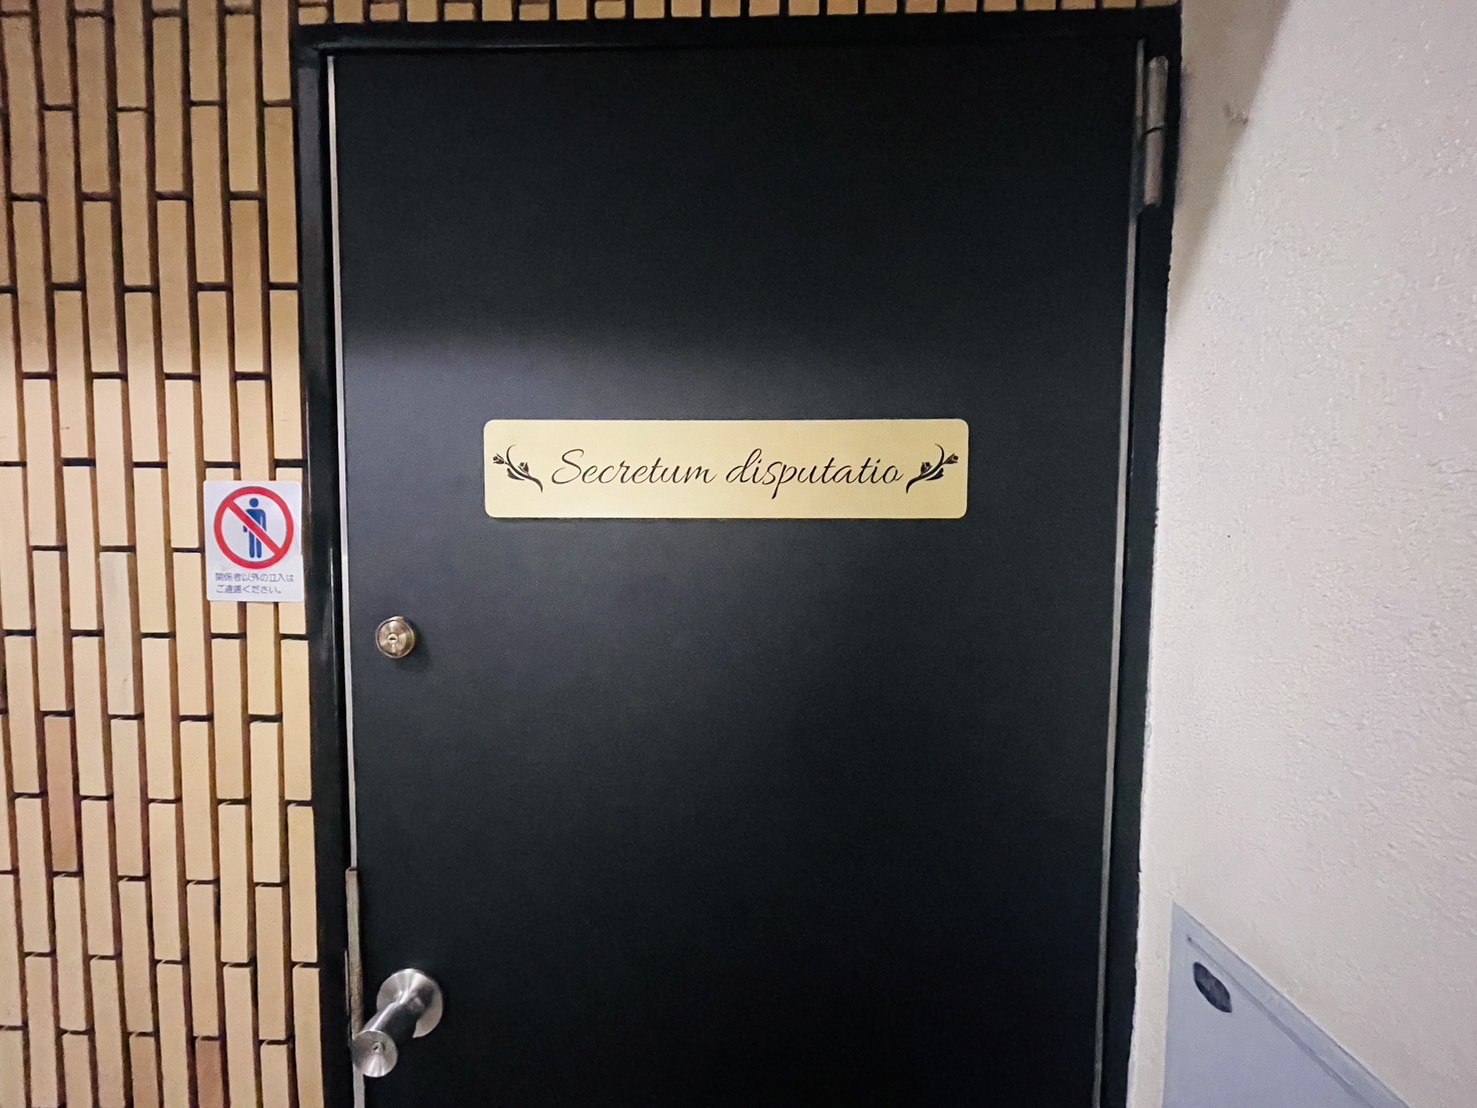 Secretum disputatio
関係者以外の立入は
ご遠慮ください。